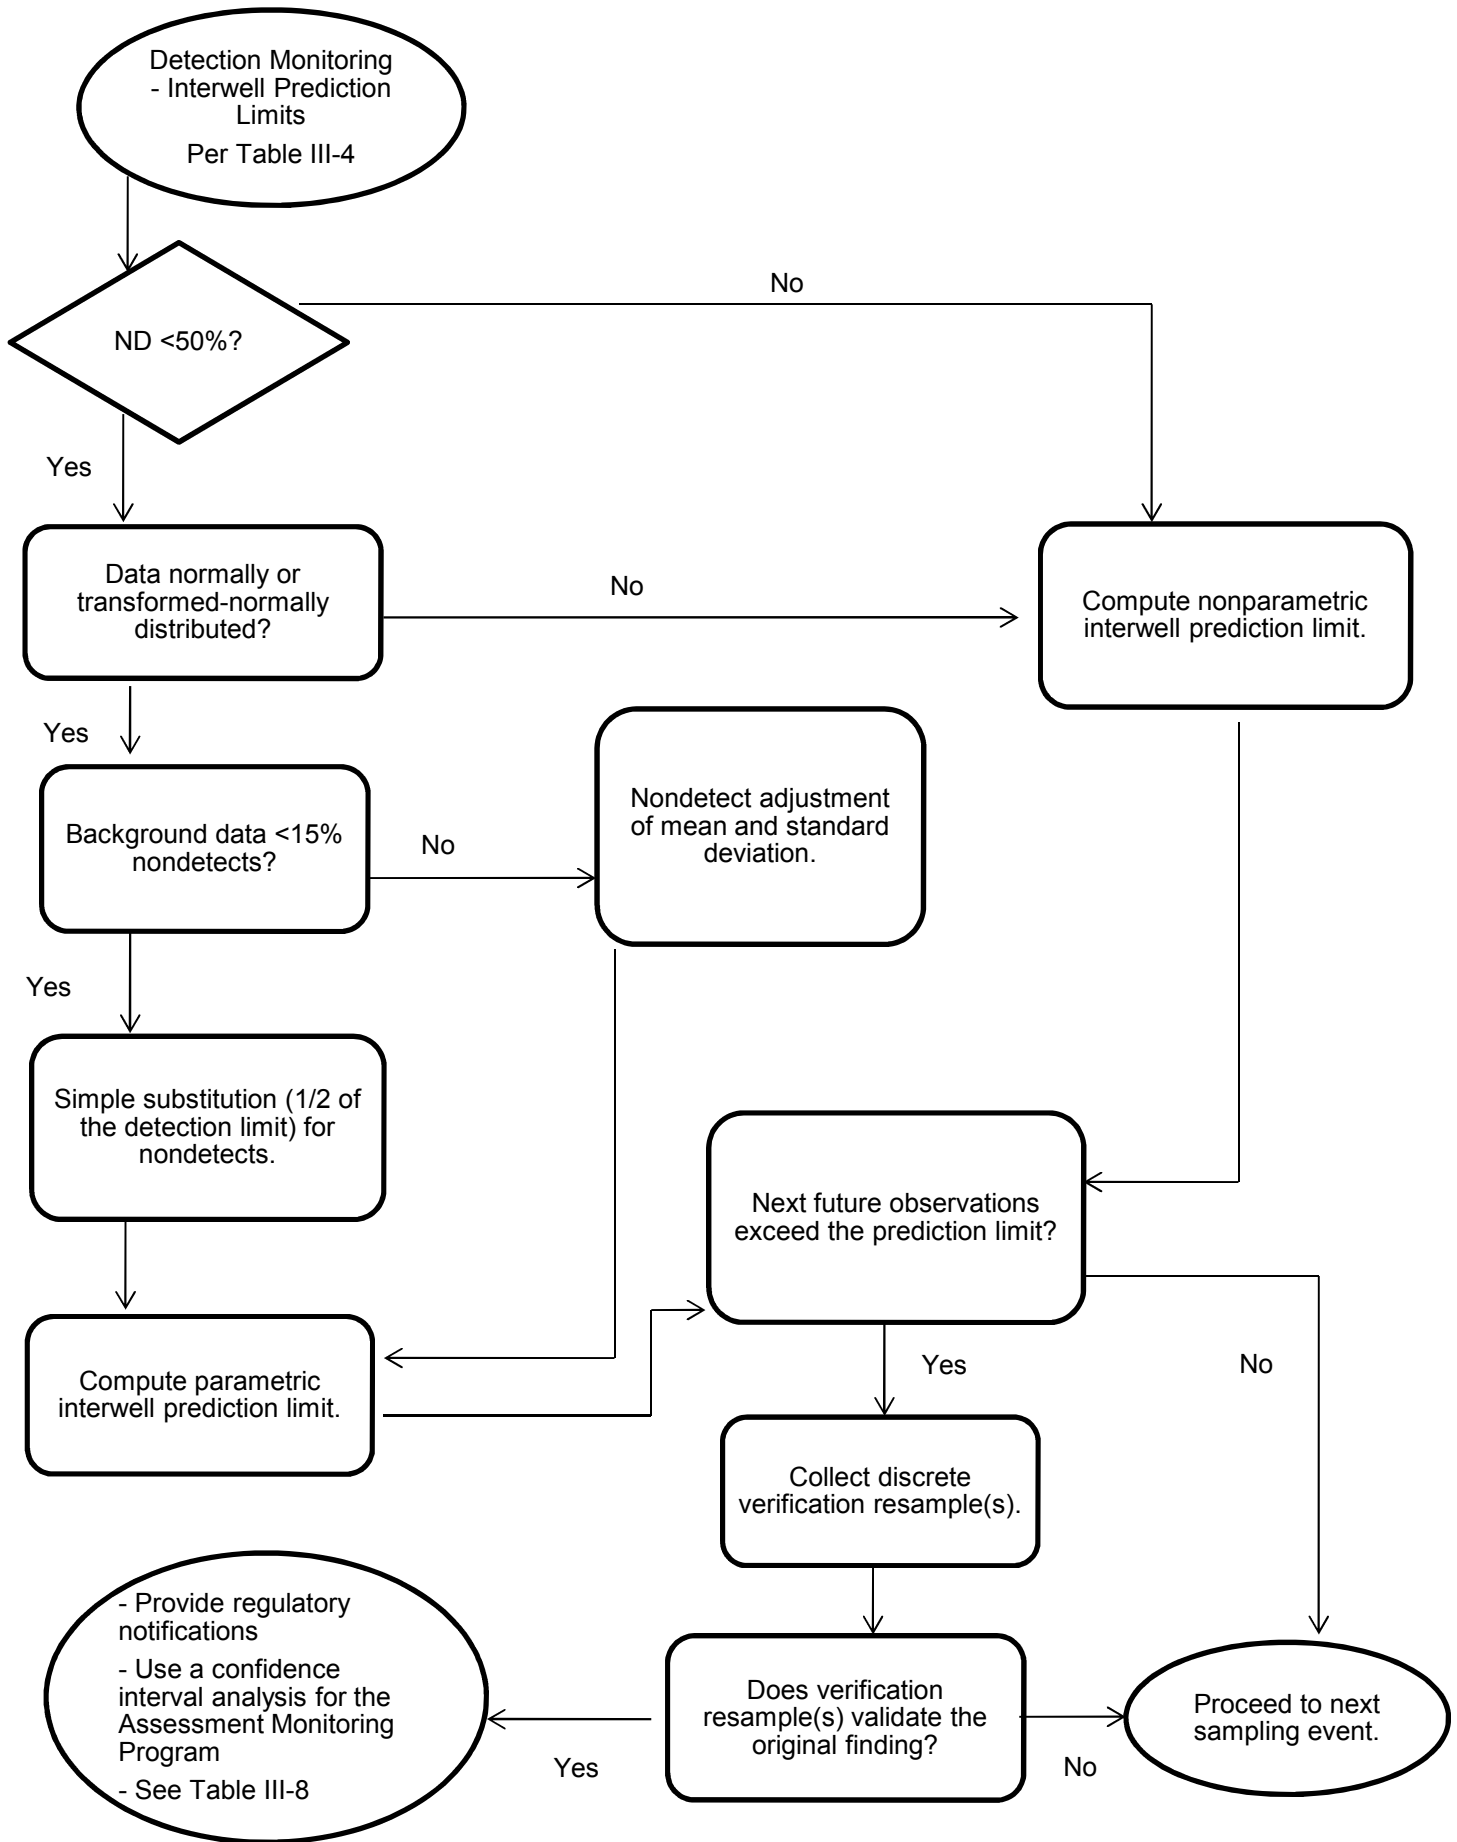 Detection Monitoring
- Interwell Prediction
Limits
Per Table III-4
No
ND <50%?
Yes
Data normally or
transformed-normally
distributed?
No
Compute nonparametric
interwell prediction limit.
Yes
Background data <15%
nondetects?
No
Nondetect adjustment
of mean and standard
deviation.
Yes
Simple substitution (1/2 of
the detection limit) for
nondetects.
Next future observations
exceed the prediction limit?
Compute parametric
interwell prediction limit.
Yes
No
Collect discrete
verification resample(s).
- Provide regulatory
notifications
- Use a confidence
interval analysis for the
Assessment Monitoring
Program
- See Table III-8
Yes
Does verification
resample(s) validate the
original finding?
No
Proceed to next
sampling event.